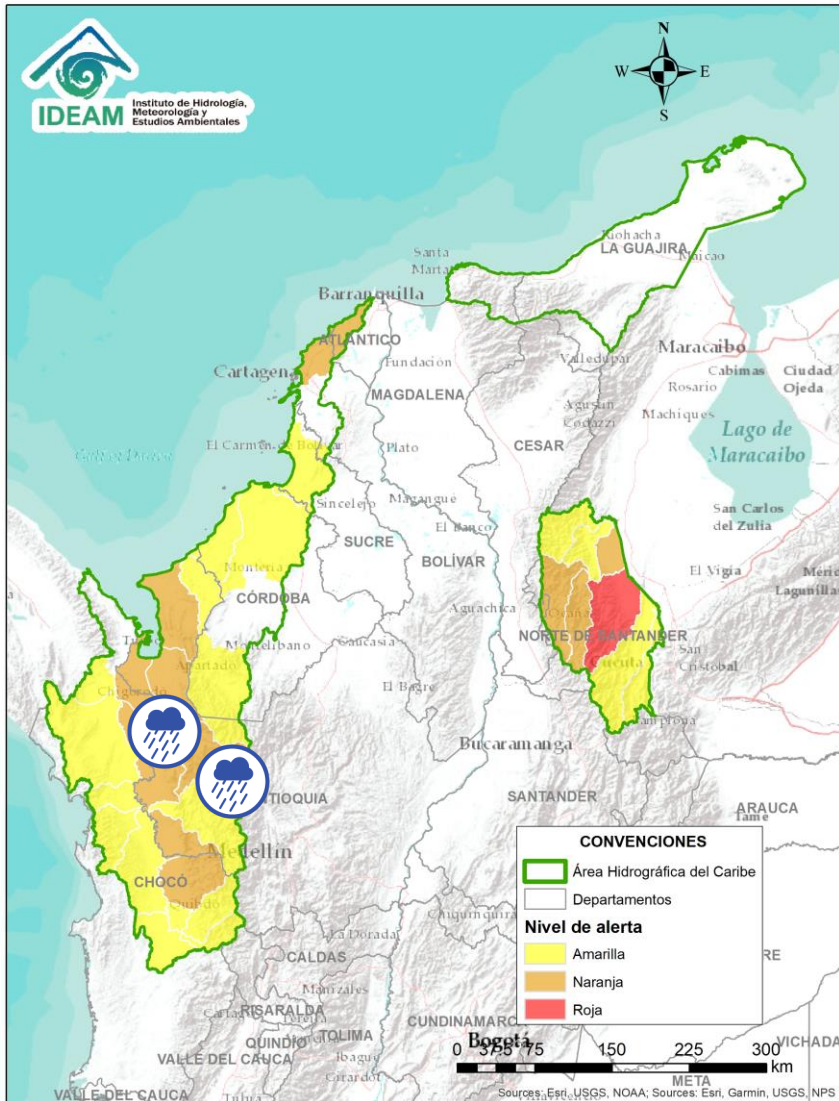 IDEAM
Instituto de Hidrología,
Meteorología y
Estudios Ambientales
N
W
E
S
Riohacha
LA GUAJIRA
Maicao
Santa
Marta
Barranquilla
ATLÁNTICO
Cartagena
Fundación
Valledupar
Maracaibo
Cabimas
Ciudad
Ojeda
Rosario
MAGDALENA
Agustín
Codazzi
Machiques
El Carmen de Bolívar
Plato
CESAR
Lago de
Maracaibo
Sincelejo
Magangué
San Carlos
del Zulia
SUCRE
El Banco
BOLÍVAR
El Vigía
Montería
CÓRDOBA
Aguachica
Ocaña
NORTE DE SANTANDER
Montelíbano
Caucasia
San
Cristóbal
Apartadó
Cúcuta
El Bagre
Chigorodó
Pamplona
Bucaramanga
SANTANDER
ARAUCA
Tame
Medellín
CHOCÓ
Quibdó
Chiquinquira
La Dorada
CALDAS
Manizales
RISARALDA
Pereira
QUINDÍO
TOLIMA
CUNDINAMARC
Bogotá
VALLE DEL CAUCA
Ibague
Girardot
META
VICHADA
VALLE DEL CAUCA
Tuluá
CONVENCIONES
Área Hidrográfica del Caribe
Departamentos
Nivel de alerta
Amarilla
Naranja
Roja
0 37.5 75 150 225 300
km
Sources: Esri, USGS, NOAA; Sources: Esri, Garmin, USGS, NPS